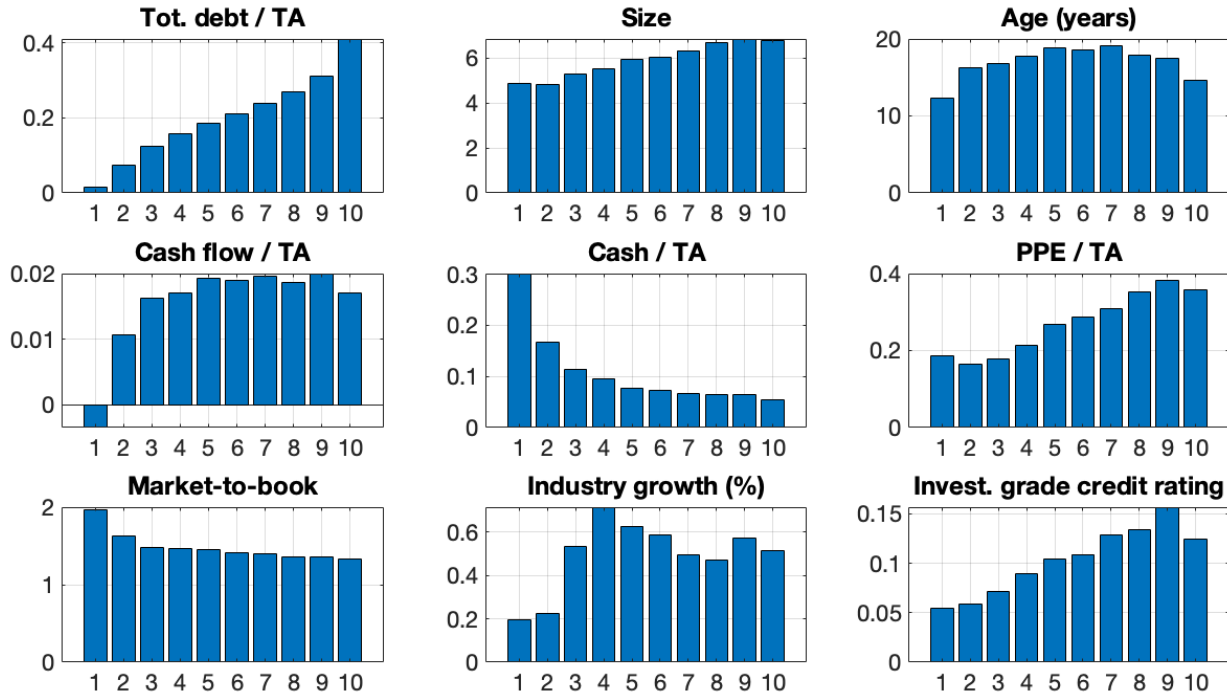 Tot. debt / TA
0.4
0.2
0
1 2 3 4 5 6 7 8 9 10
Size
6
4
2
0
1 2 3 4 5 6 7 8 9 10
Age (years)
20
10
0
1 2 3 4 5 6 7 8 9 10
Cash flow / TA
0.02
0.01
0
1 2 3 4 5 6 7 8 9 10
Cash / TA
0.3
0.2
0.1
0
1 2 3 4 5 6 7 8 9 10
PPE / TA
0.4
0.2
0
1 2 3 4 5 6 7 8 9 10
Market-to-book
2
1
0
1 2 3 4 5 6 7 8 9 10
Industry growth (%)
0.6
0.4
0.2
0
1 2 3 4 5 6 7 8 9 10
Invest. grade credit rating
0.15
0.1
0.05
0
1 2 3 4 5 6 7 8 9 10